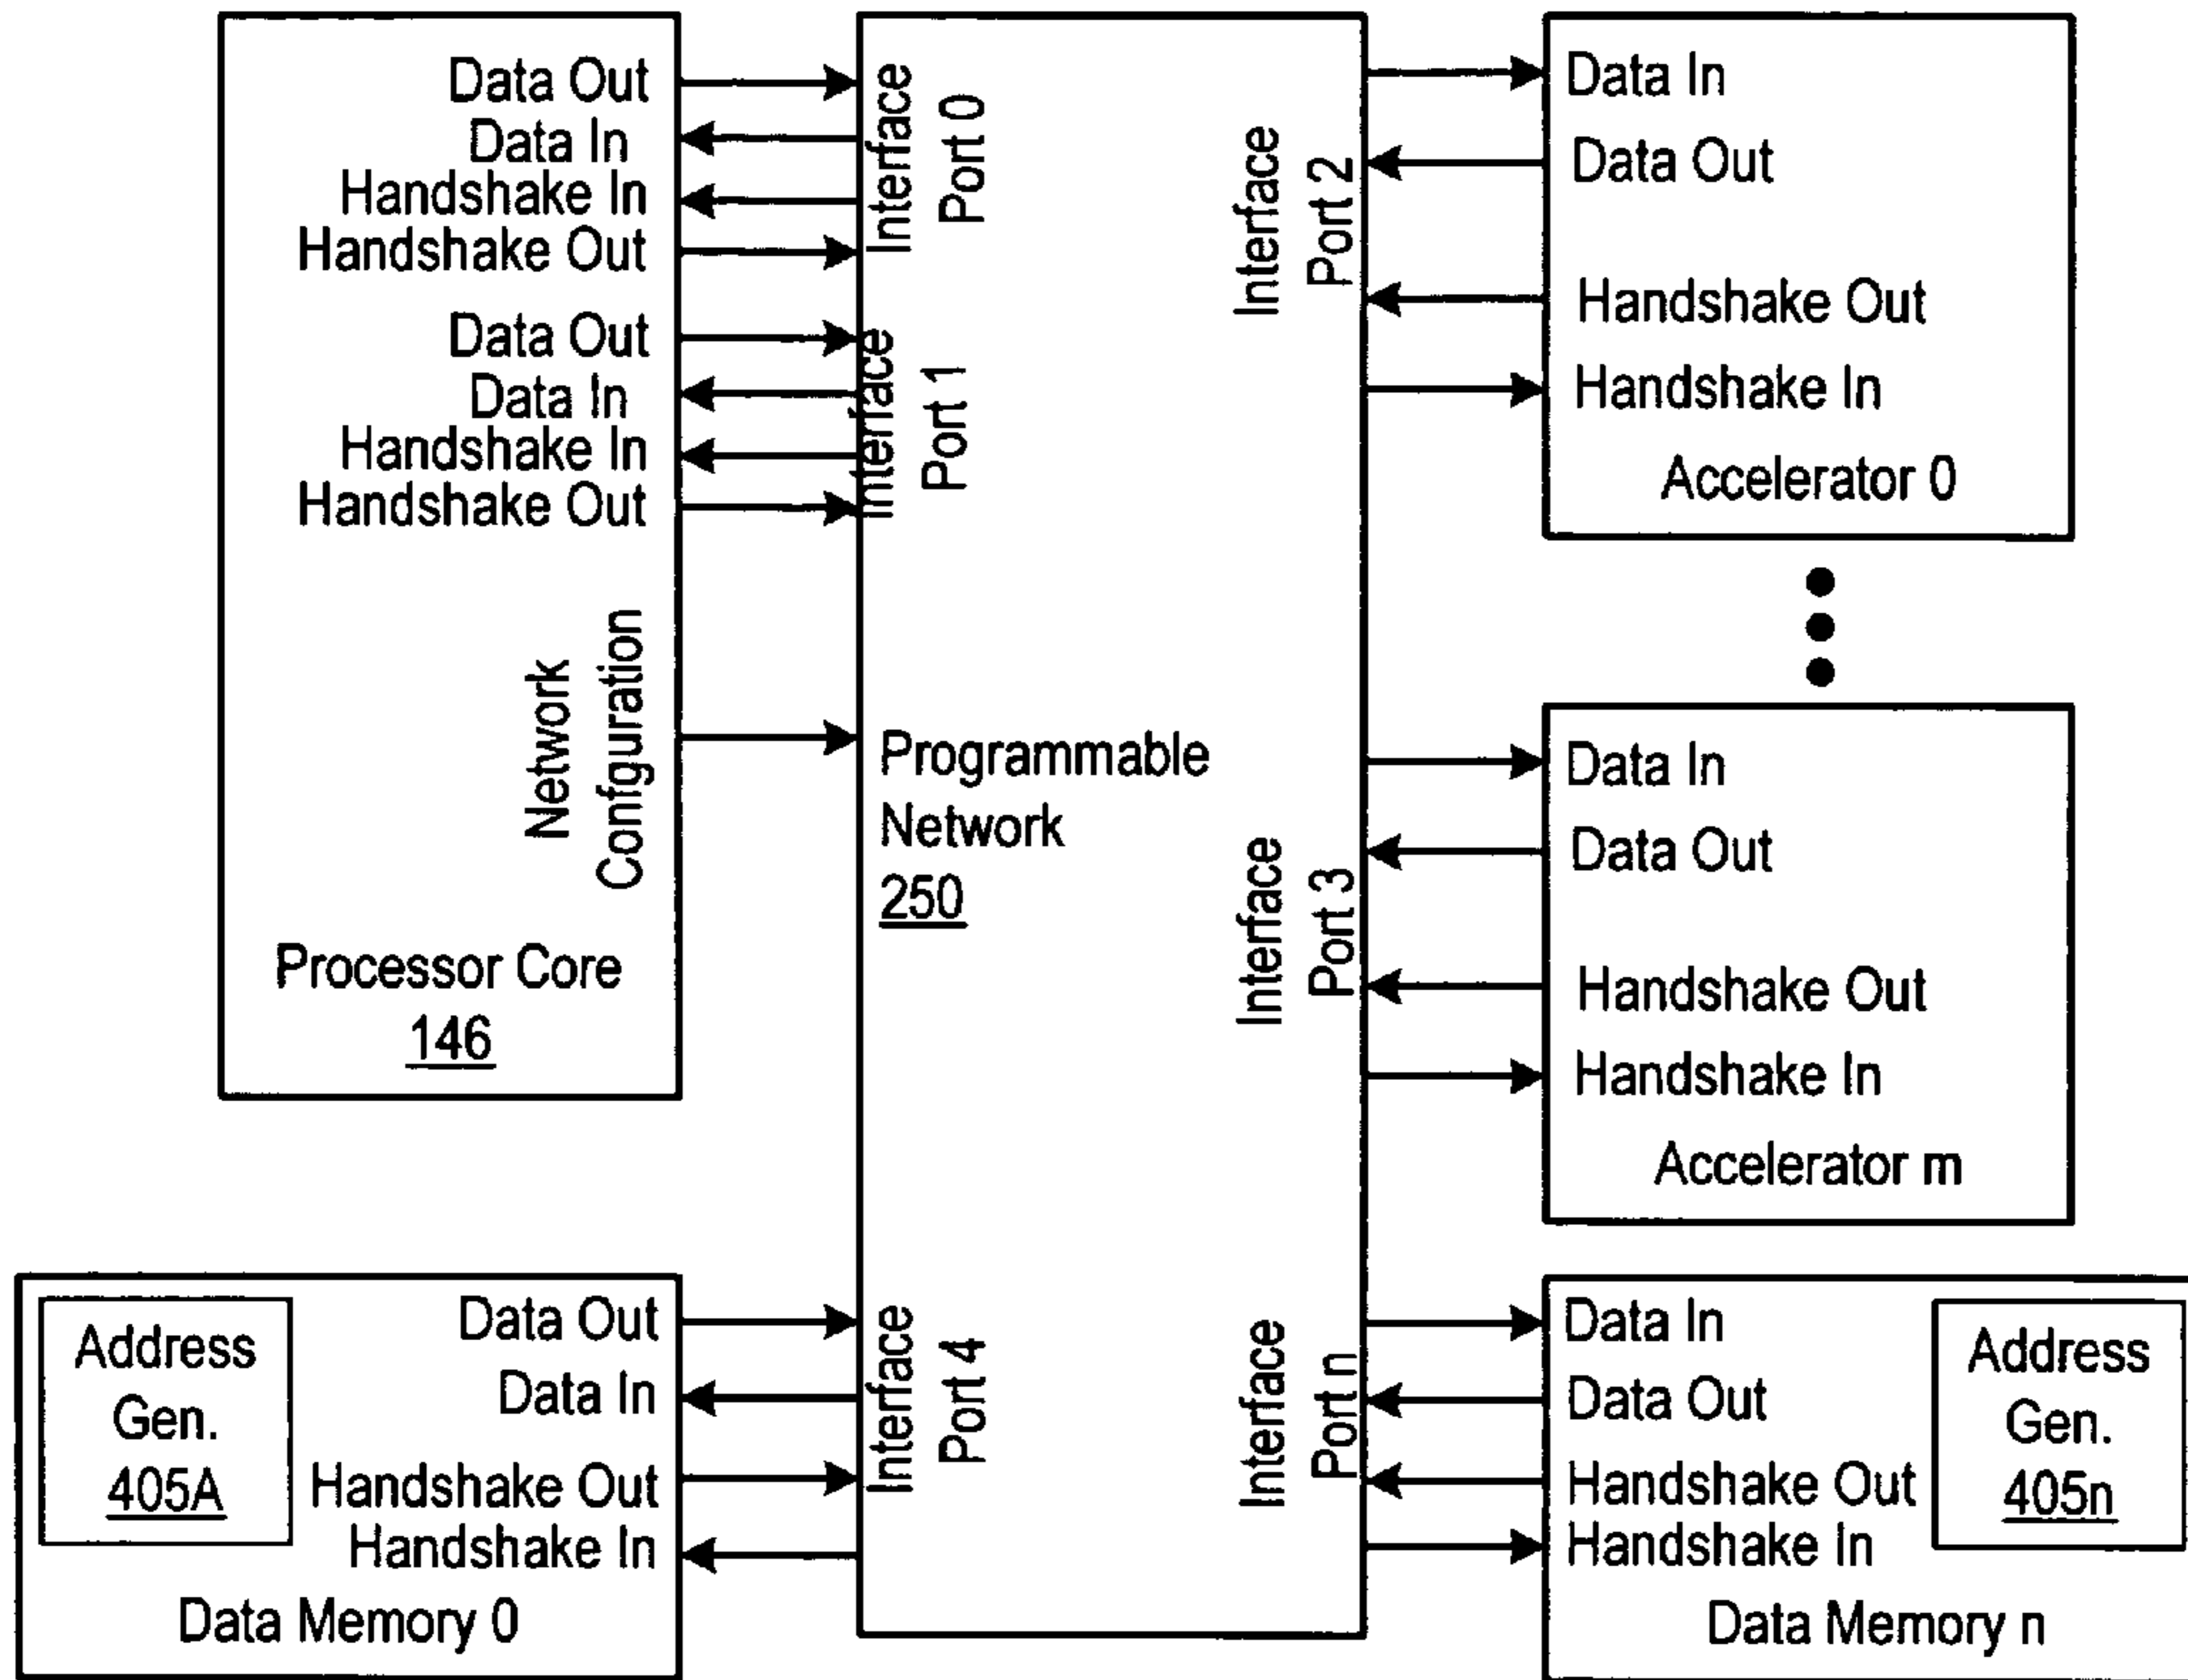 Data Out
Data In
Handshake In
Handshake Out
Data Out
Data In
Handshake In
Handshake Out
Network
Confguration
Processor Core
146
Interface
Port 0
Interface
Port 1
Programmable
Network
250
Interface
Port 2
Interface
Port 3
Data In
Data Out
Handshake Out
Handshake In
Accelerator 0
Data In
Data Out
Handshake Out
Handshake In
Accelerator m
Address
Gen.
405A
Data Out
Data In
Handshake Out
Handshake In
Data Memory 0
Interface
Port 4
Interface
Port n
Data In
Data Out
Handshake Out
Handshake In
Address
Gen.
405n
Data Memory n